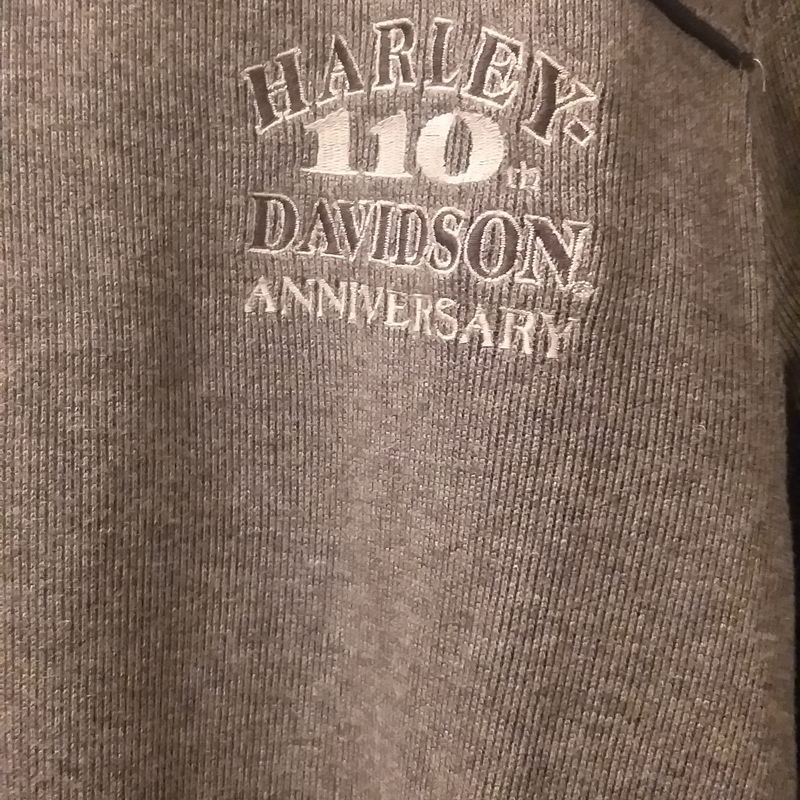 HARLEY-
110th
DAVIDSON®
ANNIVERSARY